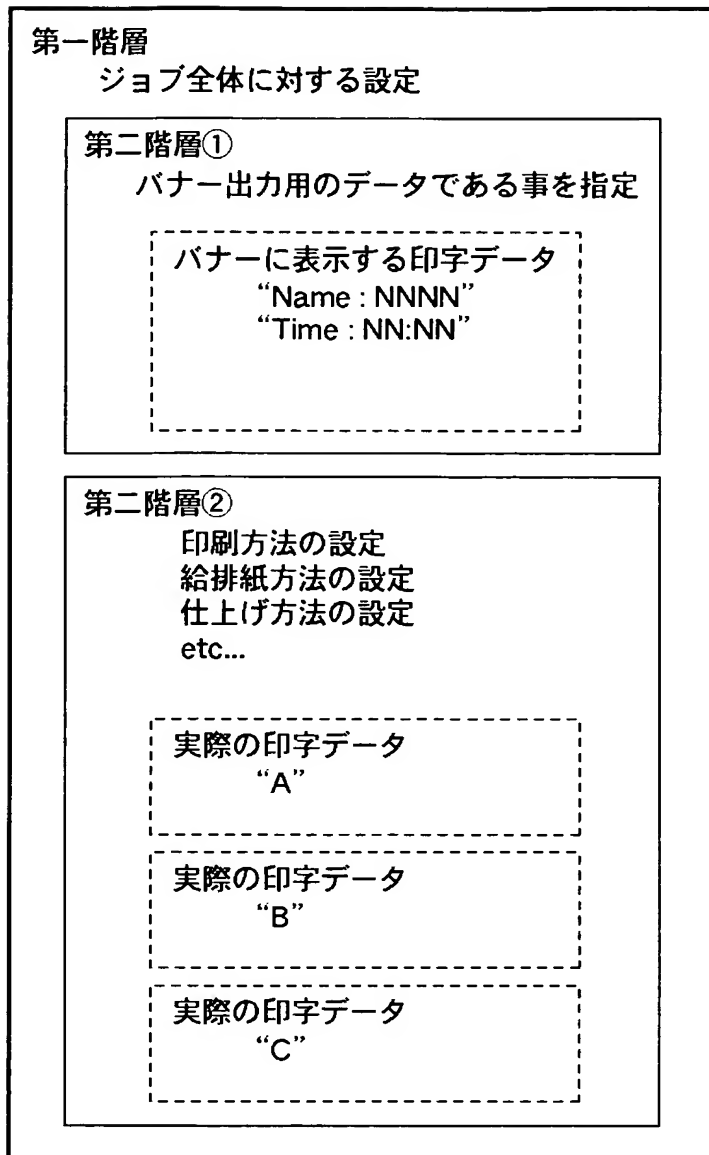 第一階層
ジョブ全体に対する設定
第二階層①
バナー出力用のデータである事を指定
バナーに表示する印字データ
“Name : NNNN”
“Time : NN:NN”
第二階層②
印刷方法の設定
給排紙方法の設定
仕上げ方法の設定
etc...
実際の印字データ
“A”
実際の印字データ
“B”
実際の印字データ
“C”